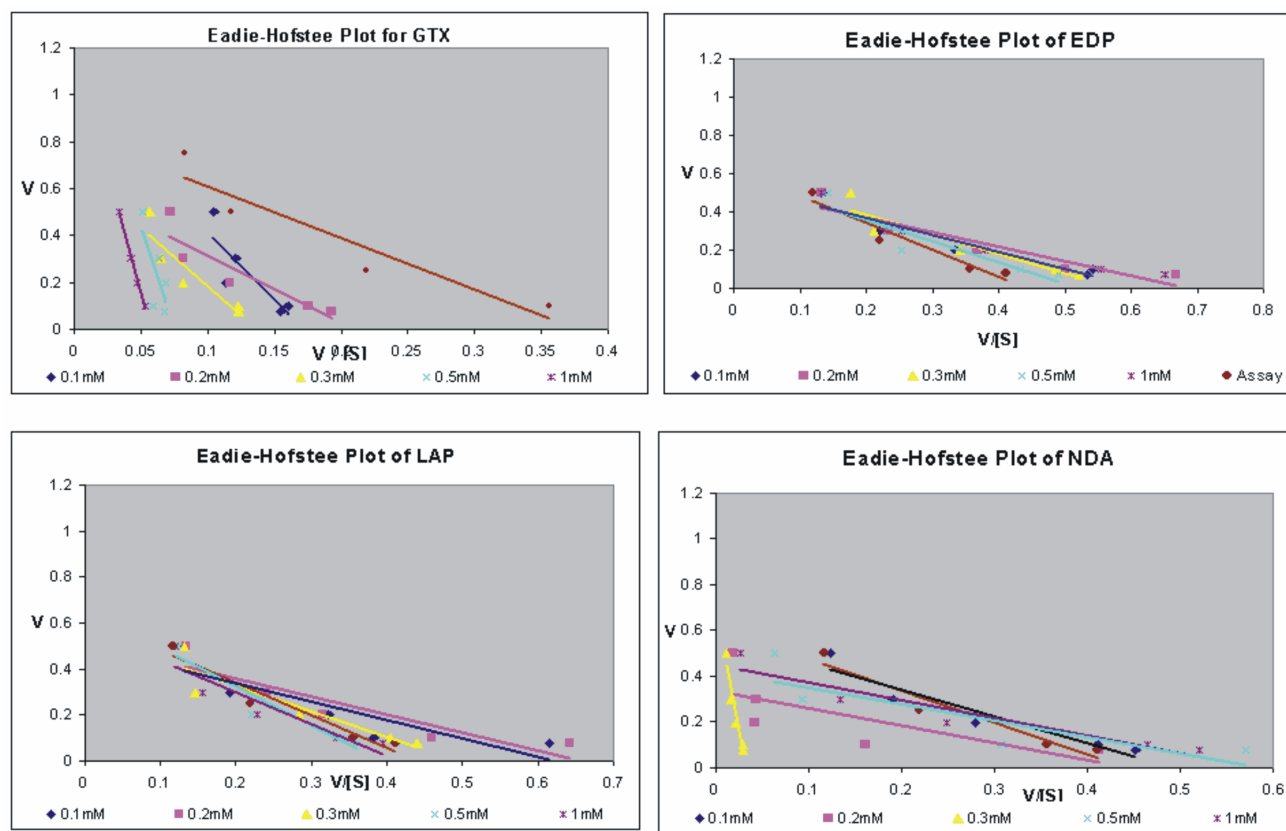 Eadie-Hofstee Plot for GTX
1.2
1
0.8
V 0.6
0.4
0.2
0
0 0.05 0.1 0.15 0.2 0.25 0.3 0.35 0.4
V /[S]
0.1mM 0.2mM 0.3mM 0.5mM 1mM
Eadie-Hofstee Plot of EDP
1.2
1
0.8
V 0.6
0.4
0.2
0
0 0.1 0.2 0.3 0.4 0.5 0.6 0.7 0.8
V/[S]
0.1mM 0.2mM 0.3mM 0.5mM 1mM Assay
Eadie-Hofstee Plot of LAP
1.2
1
0.8
V 0.6
0.4
0.2
0
0 0.1 0.2 0.3 0.4 0.5 0.6 0.7
V/[S]
0.1mM 0.2mM 0.3mM 0.5mM 1mM
Eadie-Hofstee Plot of NDA
1.2
1
0.8
V 0.6
0.4
0.2
0
0 0.1 0.2 0.3 0.4 0.5 0.6
V/[S]
0.1mM 0.2mM 0.3mM 0.5mM 1mM